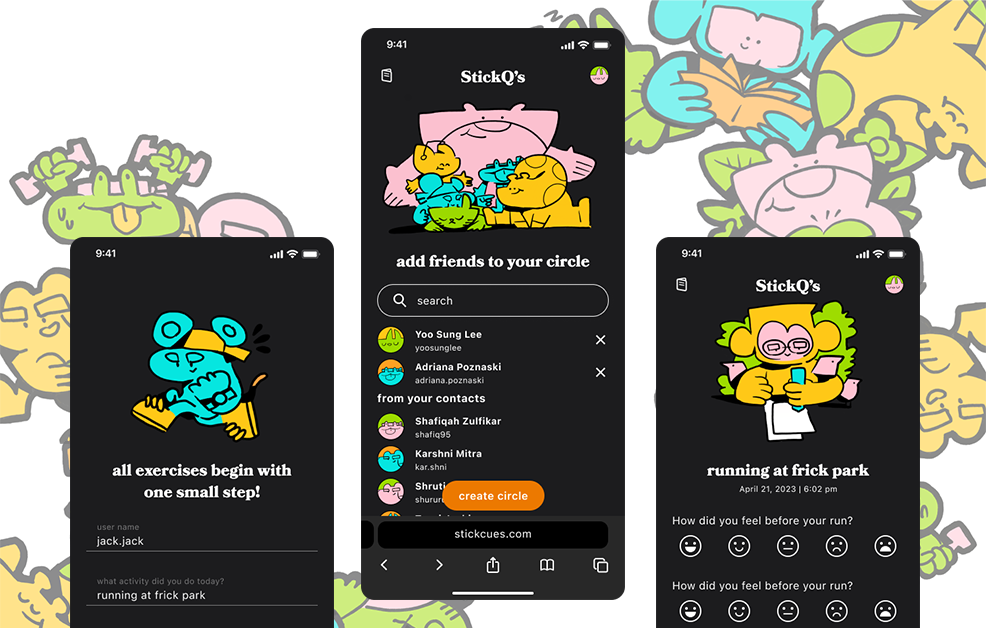 9:41
all exercises begin with
one small step!
user name
jack.jack
what activity did you do today?
running at frick park
9:41
StickQ's
add friends to your circle
search
Yoo Sung Lee
yoosunglee
Adriana Poznaski
adriana.poznaski
from your contacts
Shafiqah Zulfikar
shafiq95
Karshni Mitra
kar.shni
create circle
stickcues.com
9:41
StickQ's
running at frick park
April 21, 2023 | 6:02 pm
How did you feel before your run?
How did you feel before your run?